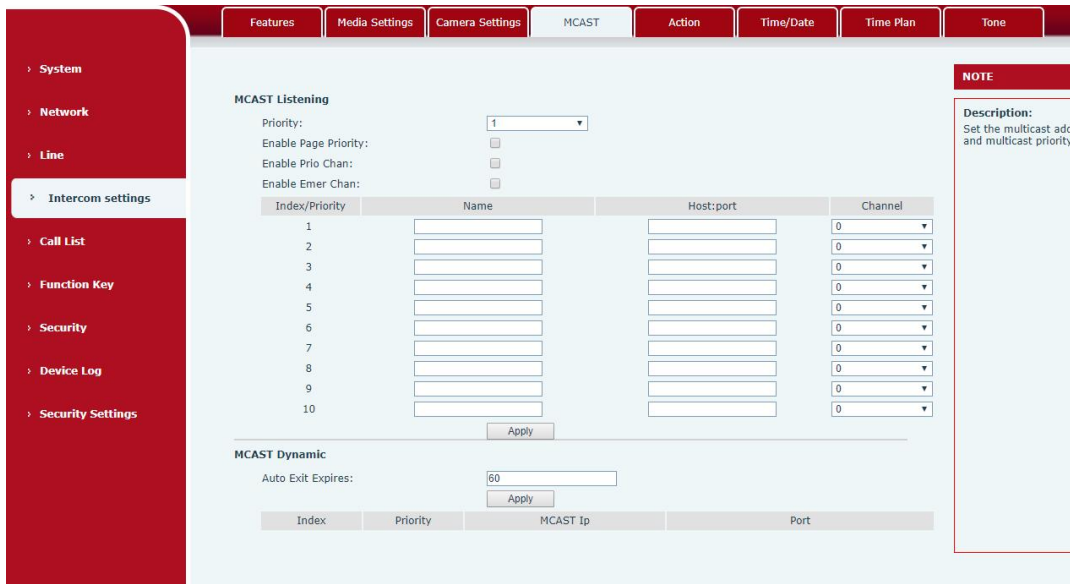 Features Media Settings Camera Settings MCAST Action Time/Date Time Plan Tone
› System
› Network
› Line
› Intercom settings
› Call List
› Function Key
› Security
› Device Log
› Security Settings
MCAST Listening
Priority: 1
Enable Page Priority:
Enable Prio Chan:
Enable Emer Chan:
Index/Priority Name Host:port Channel
1 0
2 0
3 0
4 0
5 0
6 0
7 0
8 0
9 0
10 0
Apply
MCAST Dynamic
Auto Exit Expires: 60
Apply
Index Priority MCAST Ip Port
NOTE
Description:
Set the multicast
and multicast priority